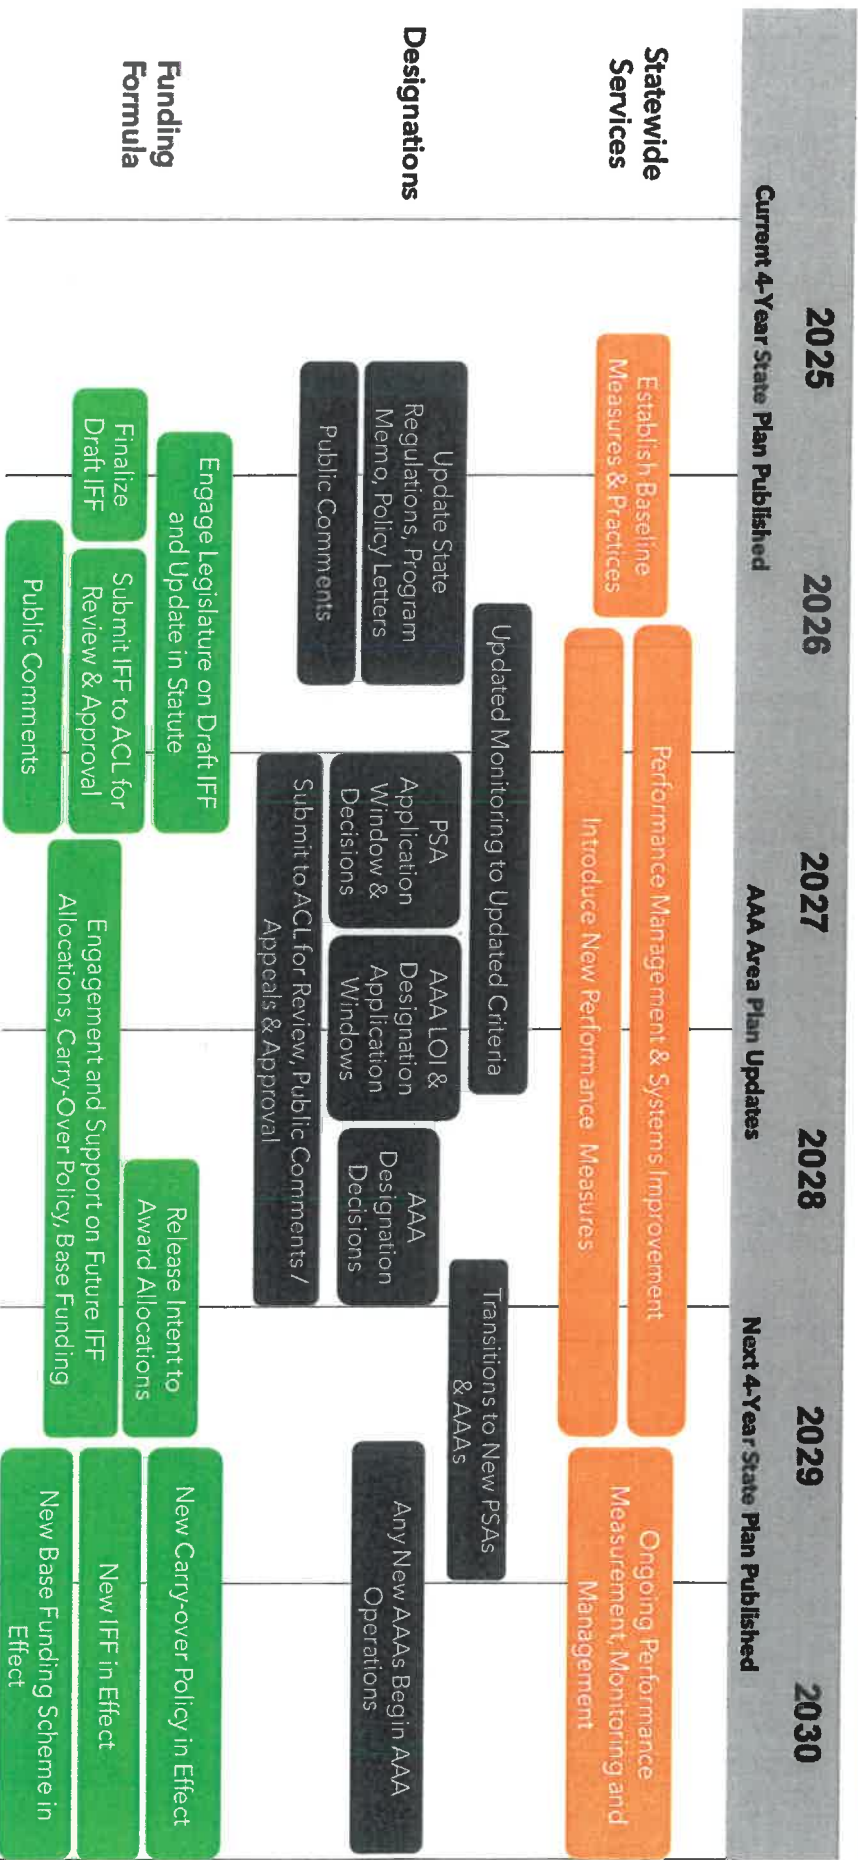 2025
2026
2027
2028
2029
2030
Current 4-Year State Plan Published
AAA Area Plan Updates
Next 4-Year State Plan Published
Statewide
Services
Establish Baseline
Measures & Practices
Performance Management & Systems Improvement
Introduce New Performance Measures
Ongoing Performance
Measurement, Monitoring and
Management
Designations
Updated Monitoring to Updated Criteria
Transitions to New PSAs
& AAAs
Update State
Regulations, Program
Memo, Policy Letters
Public Comments
PSA
Application
Window &
Decisions
AAA LOI &
Designation
Application
Windows
AAA
Designation
Decisions
Submit to ACL for Review, Public Comments /
Appeals & Approval
Any New AAAs Begin AAA
Operations
Funding
Formula
Engage Legislature on Draft IFF
and Update in Statute
Finalize
Draft IFF
Submit IFF to ACL for
Review & Approval
Public Comments
Release Intent to
Award Allocations
Engagement and Support on Future IFF
Allocations, Carry-Over Policy, Base Funding
New Carry-over Policy in Effect
New IFF in Effect
New Base Funding Scheme in
Effect